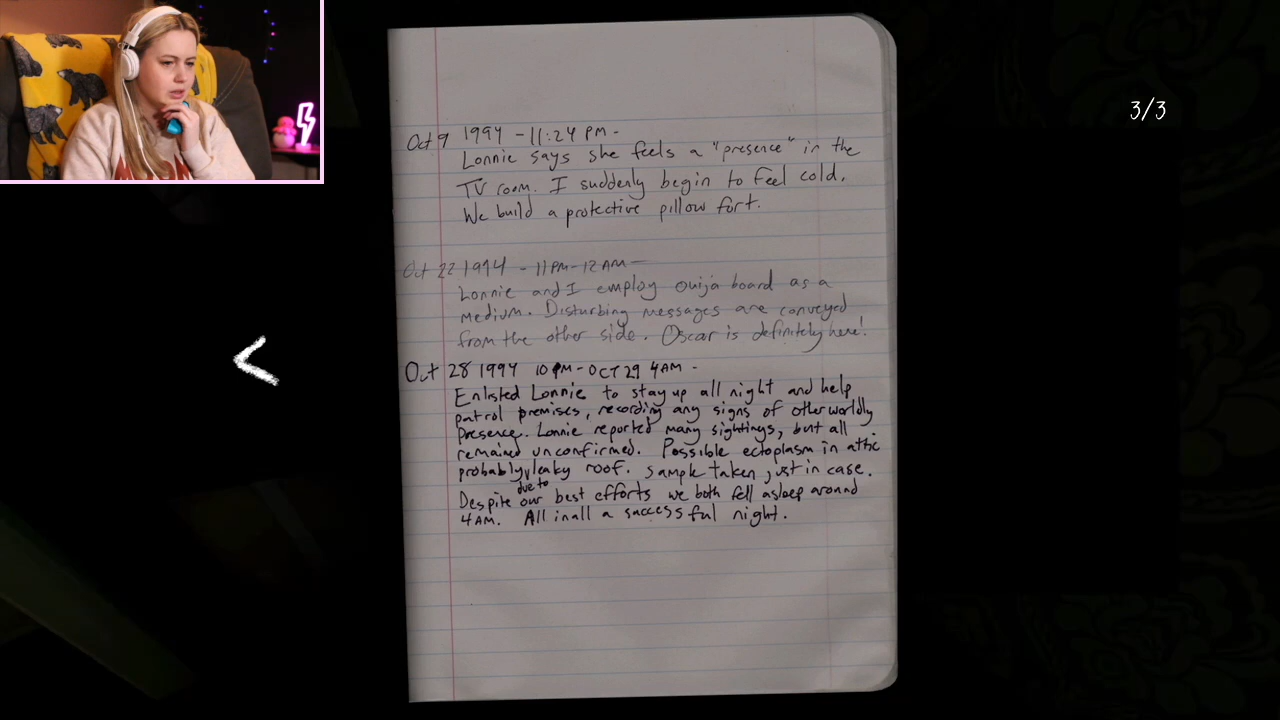 3/3
Oct 9 1994 - 11:24 PM -
Lonnie says she feels a "presence" in the
TV room. I suddenly begin to feel cold.
We build a protective pillow fort.
Oct 22 1994 - 11PM-12AM -
Lonnie and I employ ouija board as a
medium. Disturbing messages are conveyed
from the other side. Oscar is definitely here!
Oct 28 1994 10PM - OCT 29 4AM -
Enlisted Lonnie to stay up all night and help
patrol premises, recording any signs of otherworldly
presence. Lonnie reported many sightings, but all
remained unconfirmed. Possible ectoplasm in attic
probably leaky roof. Sample taken just in case.
due to
Despite our best efforts we both fell asleep around
4AM. All in all a successful night.